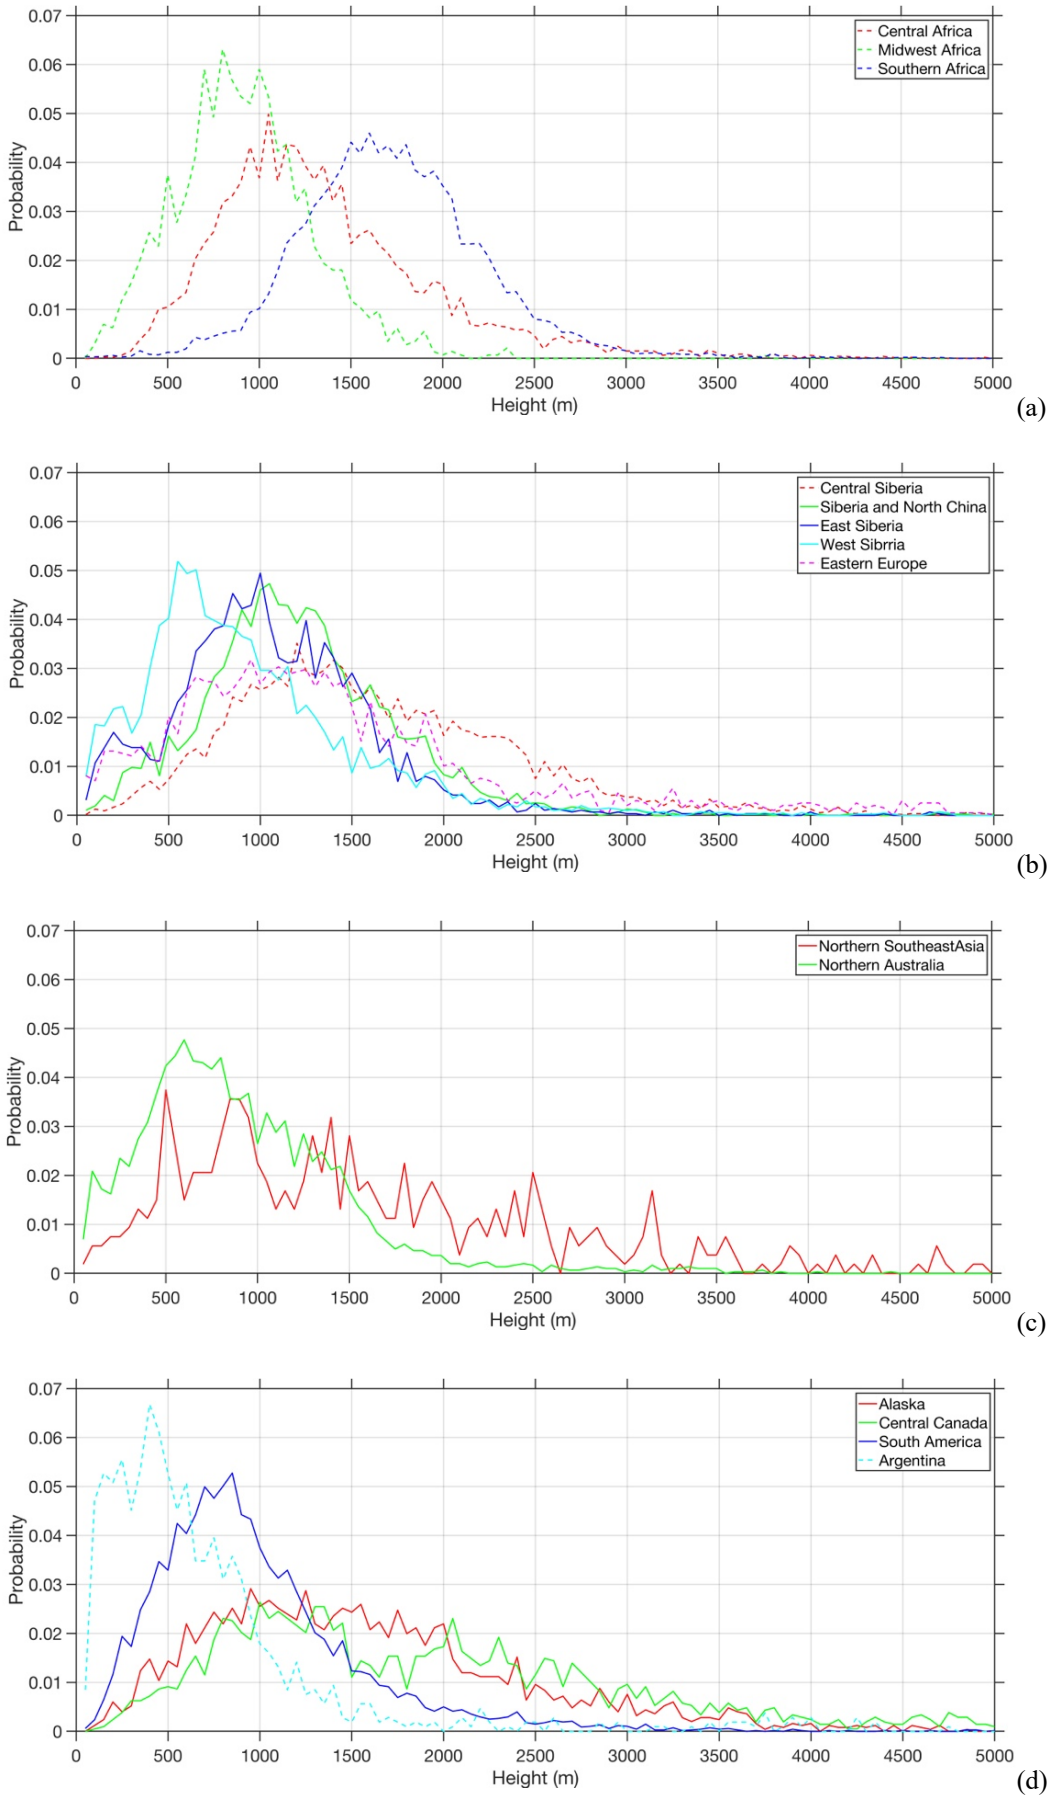 0.07
0.06
0.05
0.04
0.03
0.02
0.01
0
Probability
Central Africa
Midwest Africa
Southern Africa
0 500 1000 1500 2000 2500 3000 3500 4000 4500 5000
Height (m)
(a)
0.07
0.06
0.05
0.04
0.03
0.02
0.01
0
Probability
Central Siberia
Siberia and North China
East Siberia
West Sibrria
Eastern Europe
0 500 1000 1500 2000 2500 3000 3500 4000 4500 5000
Height (m)
(b)
0.07
0.06
0.05
0.04
0.03
0.02
0.01
0
Probability
Northern SoutheastAsia
Northern Australia
0 500 1000 1500 2000 2500 3000 3500 4000 4500 5000
Height (m)
(c)
0.07
0.06
0.05
0.04
0.03
0.02
0.01
0
Probability
Alaska
Central Canada
South America
Argentina
0 500 1000 1500 2000 2500 3000 3500 4000 4500 5000
Height (m)
(d)